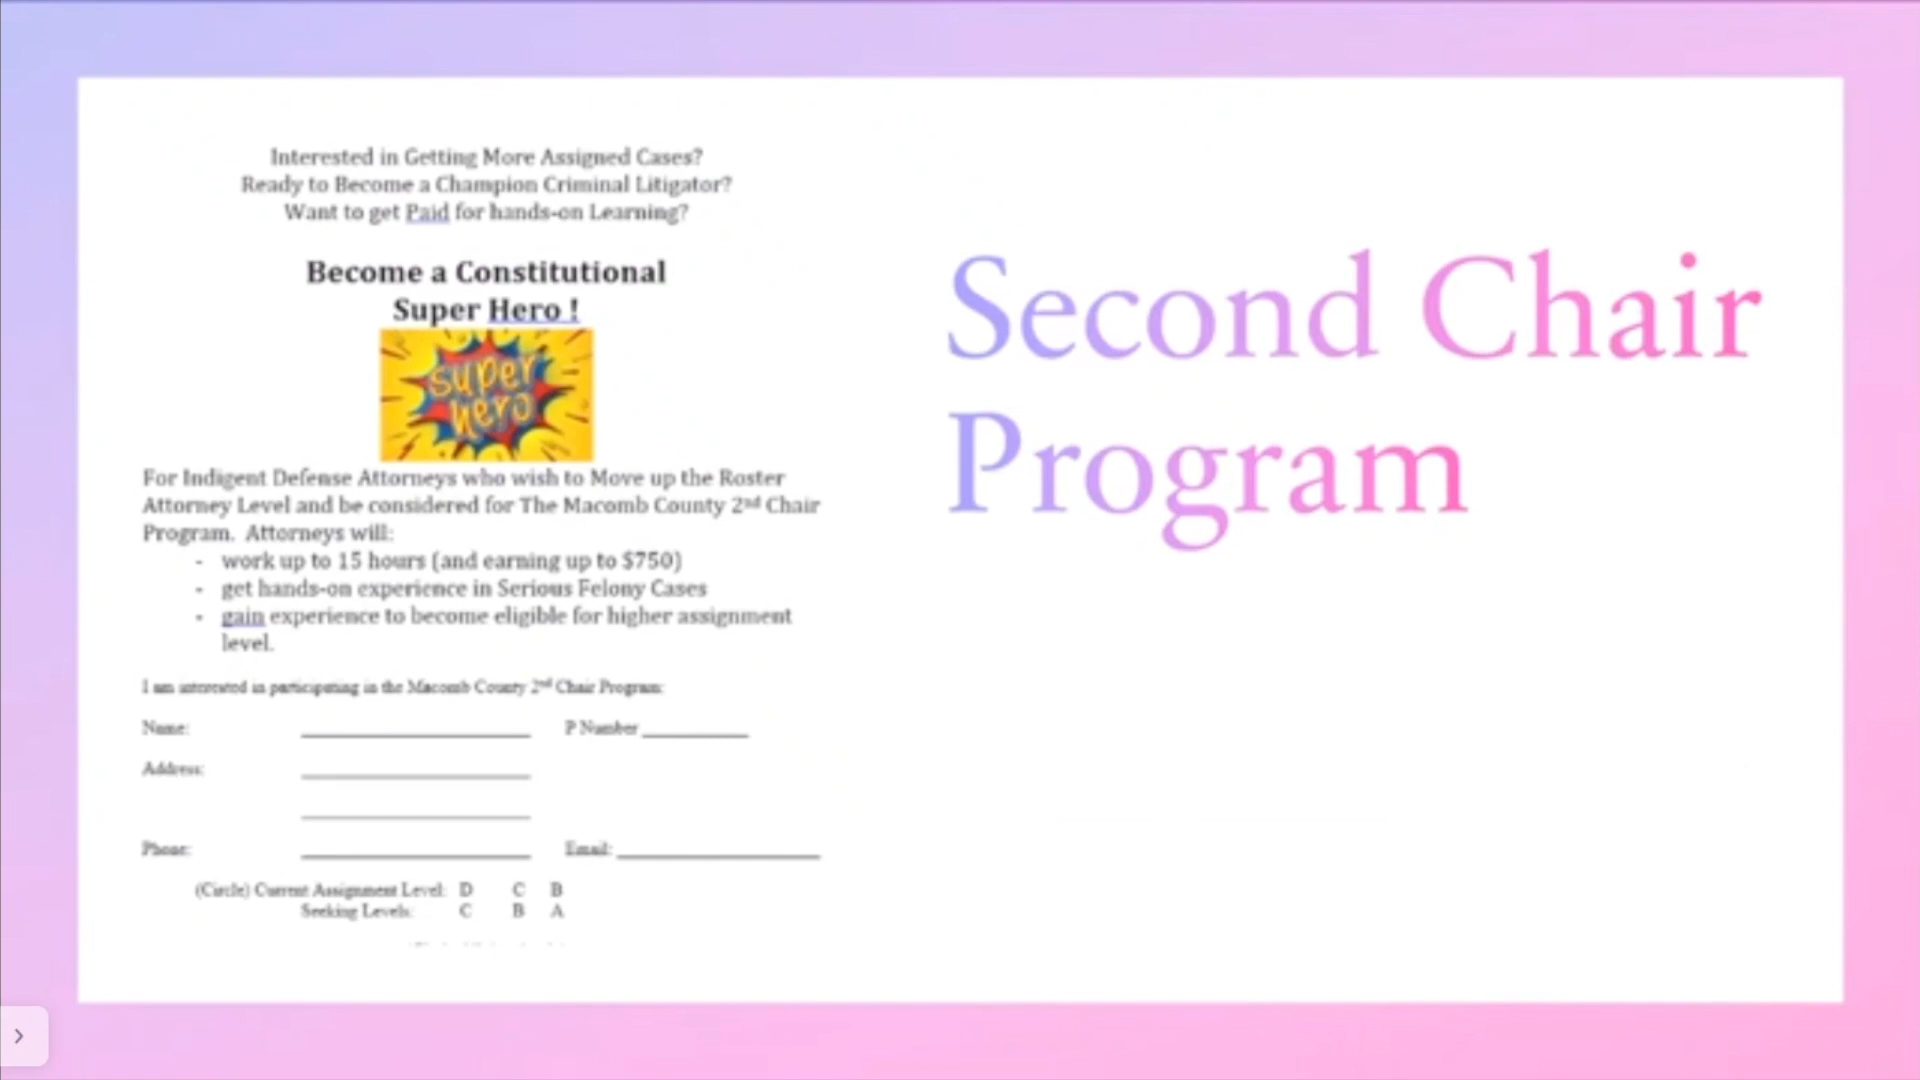 Interested in Getting More Assigned Cases?
Ready to Become a Champion Criminal Litigator?
Want to get Paid for hands-on Learning?
Become a Constitutional
Super Hero !
super
hero
For Indigent Defense Attorneys who wish to Move up the Roster
Attorney Level and be considered for The Macomb County 2nd Chair
Program. Attorneys will:
- work up to 15 hours (and earning up to $750)
- get hands-on experience in Serious Felony Cases
- gain experience to become eligible for higher assignment
level.
I am interested in participating in the Macomb County 2nd Chair Program:
Name: P Number
Address:
Phone: Email:
(Circle) Current Assignment Level: D C B
Seeking Levels: C B A
Second Chair
Program